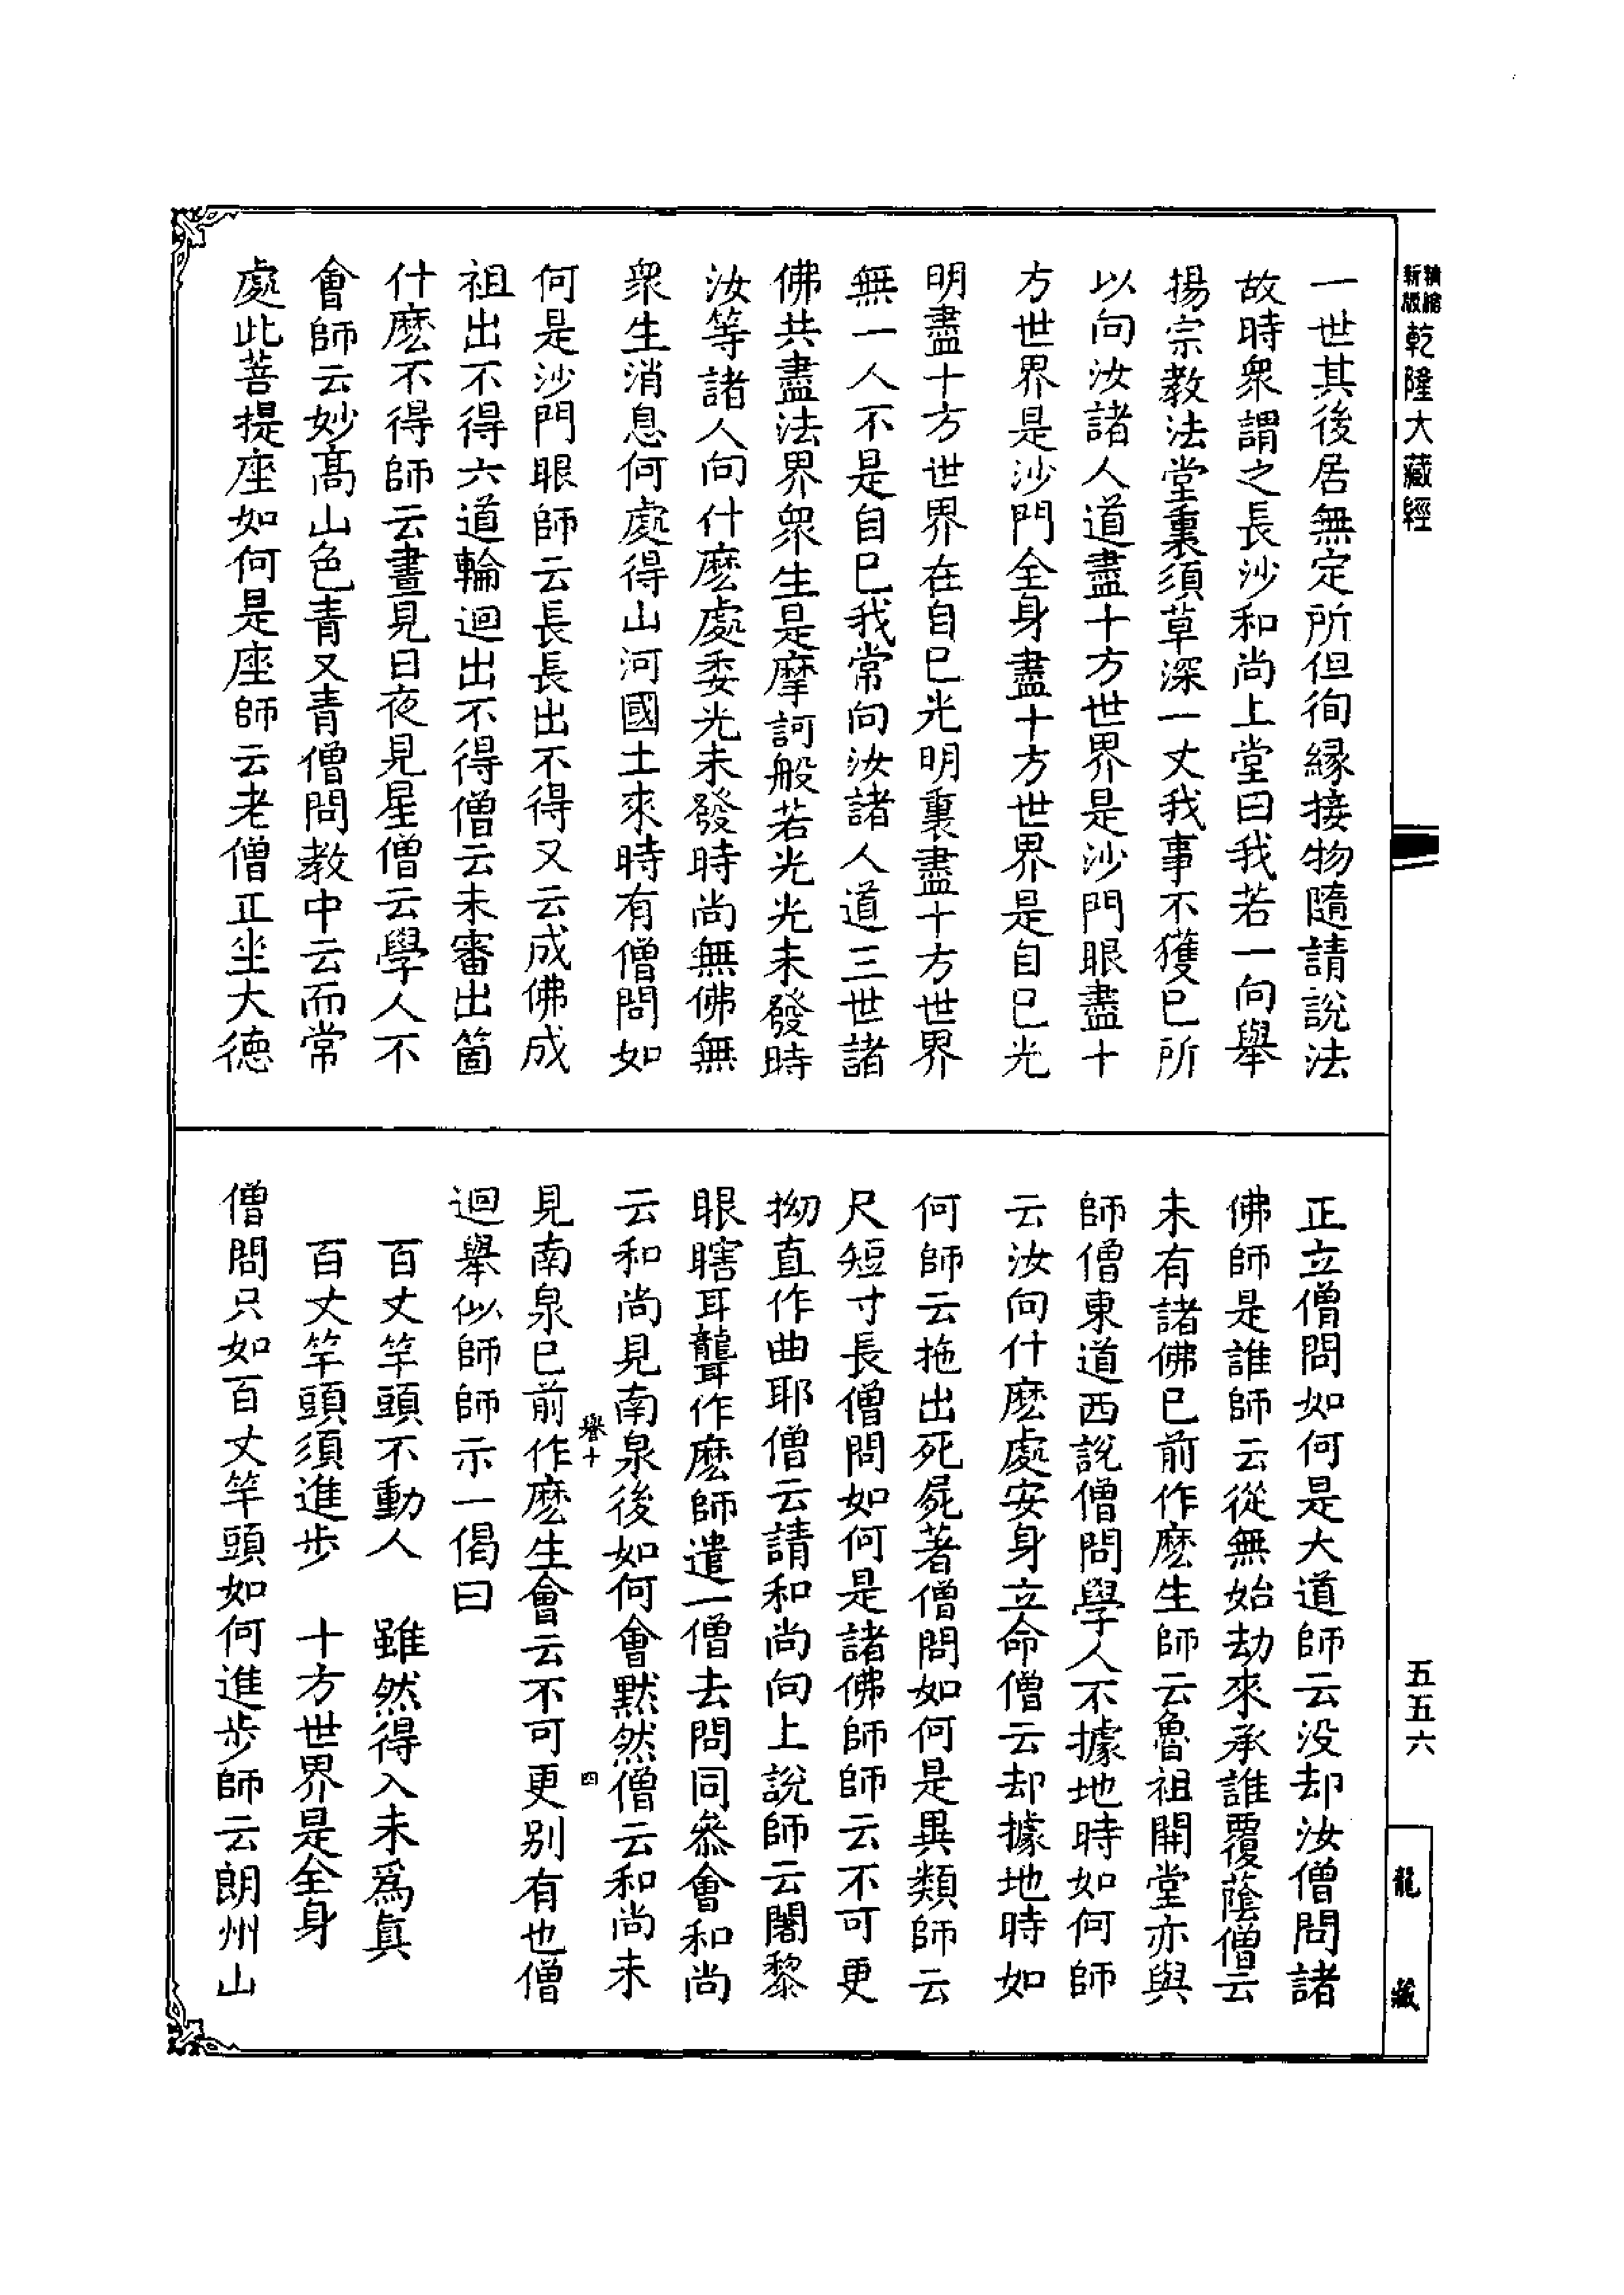 精縮
新版
乾隆大藏經
一世其後居無定所但徇緣接物隨請說法
故時衆謂之長沙和尚上堂曰我若一向舉
揚宗教法堂裏須草深一丈我事不獲已所
以向汝諸人道盡十方世界是沙門眼盡十
方世界是沙門全身盡十方世界是自己光
明盡十方世界在自己光明裏盡十方世界
無一人不是自己我常向汝諸人道三世諸
佛共盡法界衆生是摩訶般若光光未發時
汝等諸人向什麼處委光未發時尚無佛無
衆生消息何處得山河國土來時有僧問如
何是沙門眼師云長長出不得又云成佛成
祖出不得六道輪迴出不得僧云未審出箇
什麼不得師云晝見日夜見星僧云學人不
會師云妙高山色青又青僧問教中云而常
處此菩提座如何是座師云老僧正坐大德
正立僧問如何是大道師云没却汝僧問諸
佛師是誰師云從無始劫來承誰覆蔭僧云
未有諸佛已前作麼生師云魯祖開堂亦與
師僧東道西說僧問學人不據地時如何師
云汝向什麼處安身立命僧云却據地時如
何師云拖出死屍著僧問如何是異類師云
尺短寸長僧問如何是諸佛師師云不可更
拗直作曲耶僧云請和尚向上說師云闍黎
眼瞎耳聾作麼師遣一僧去問同叅會和尚
云和尚見南泉後如何會默然僧云和尚未
譽十
四
見南泉已前作麼生會云不可更别有也僧
迴舉似師師示一偈曰
百丈竿頭不動人　雖然得入未爲眞
百丈竿頭須進步　十方世界是全身
僧問只如百丈竿頭如何進步師云朗州山
五五六
龍藏